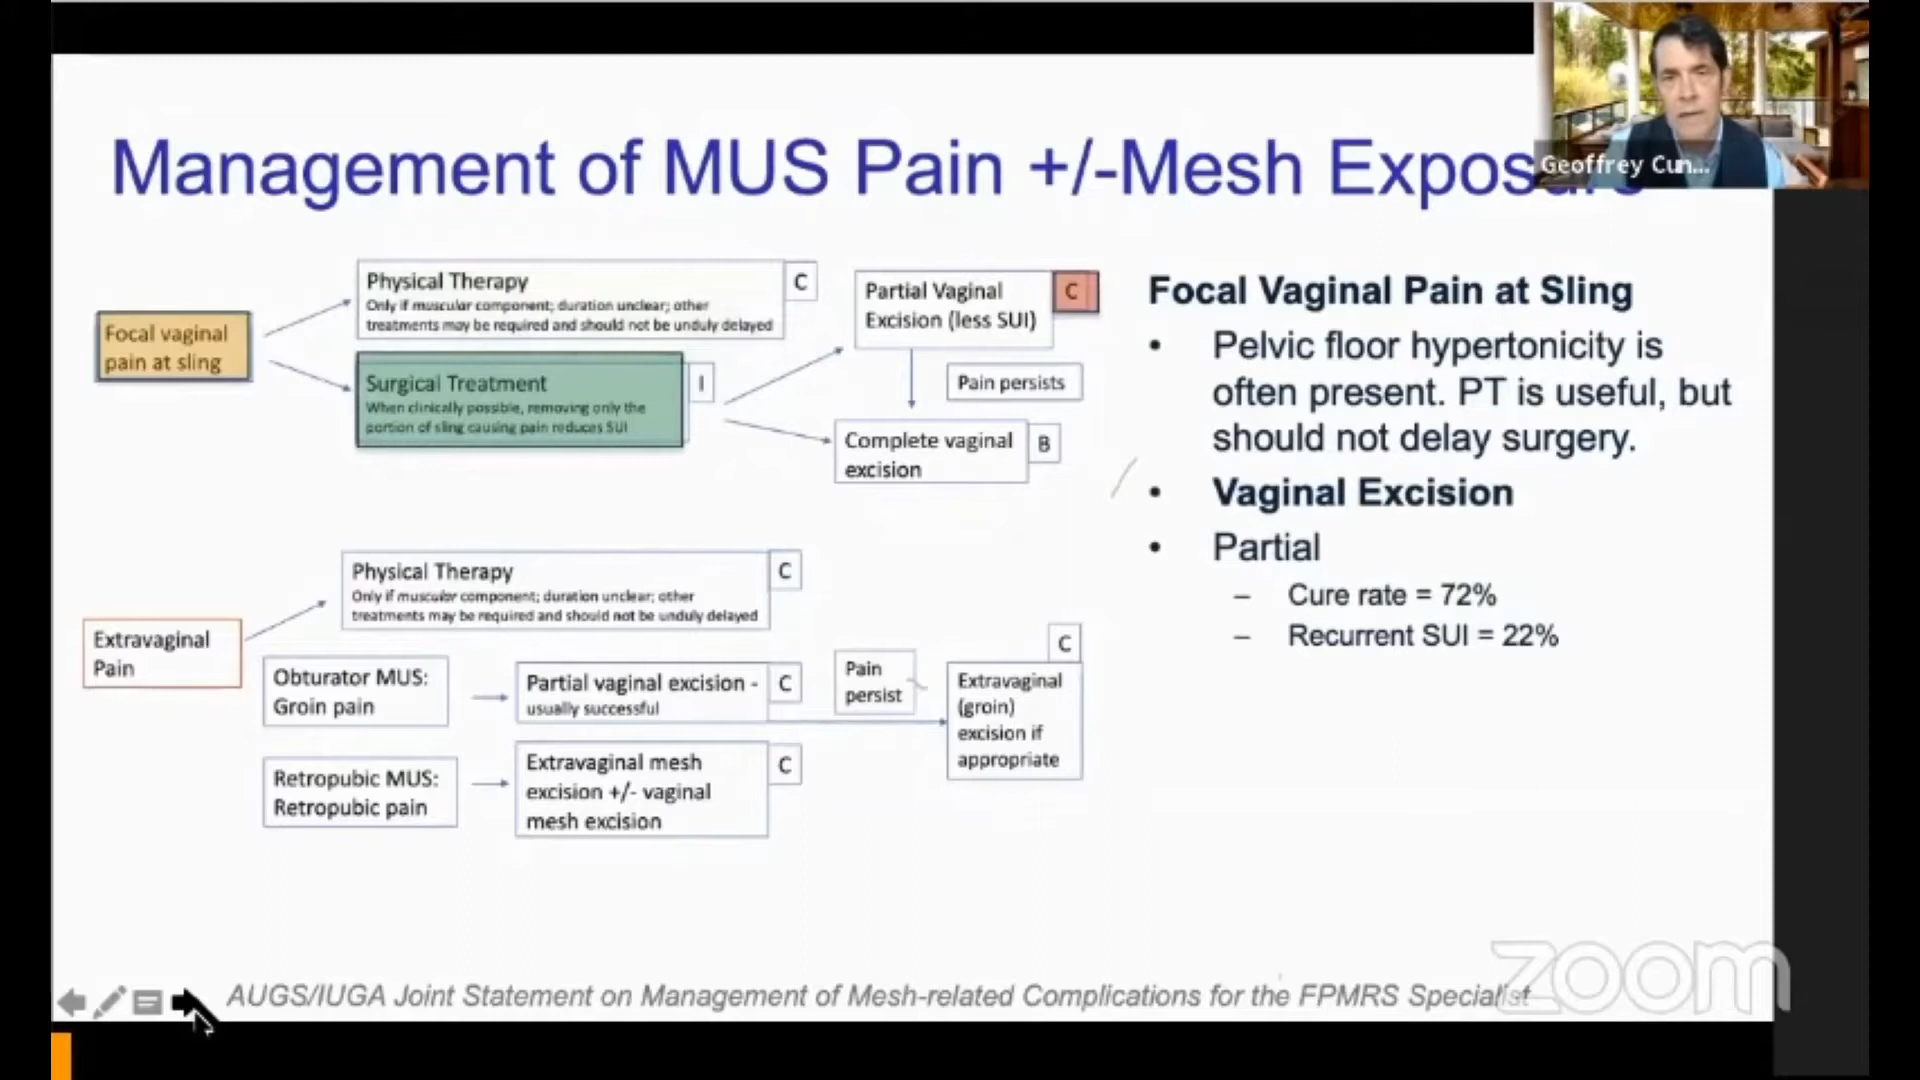 Management of MUS Pain +/-Mesh
Geoffrey Cun...
Focal vaginal
pain at sling
Physical Therapy
Only if muscular component; duration unclear; other
treatments may be required and should not be unduly delayed
C
Surgical Treatment
When clinically possible, removing only the
portion of sling causing pain reduces SUI
I
Partial Vaginal
Excision (less SUI)
C
Pain persists
Complete vaginal
excision
B
Extravaginal
Pain
Physical Therapy
Only if muscular component; duration unclear; other
treatments may be required and should not be unduly delayed
C
Obturator MUS:
Groin pain
Partial vaginal excision -
usually successful
C
Pain
persist
C
Extravaginal
(groin)
excision if
appropriate
Retropubic MUS:
Retropubic pain
Extravaginal mesh
excision +/- vaginal
mesh excision
C
Focal Vaginal Pain at Sling
• Pelvic floor hypertonicity is
often present. PT is useful, but
should not delay surgery.
• Vaginal Excision
• Partial
– Cure rate = 72%
– Recurrent SUI = 22%
AUGS/IUGA Joint Statement on Management of Mesh-related Complications for the FPMRS Specialist
zoom